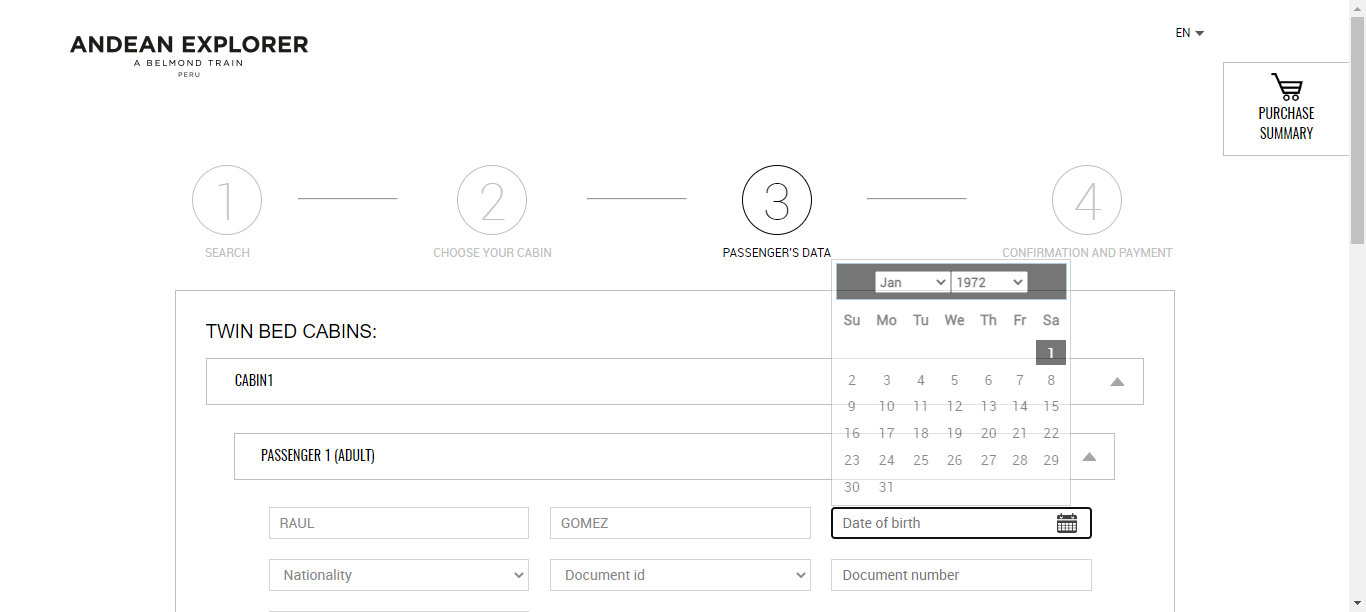 EN
ANDEAN EXPLORER
A BELMOND TRAIN
PERU
PURCHASE
SUMMARY
1 2 3 4
SEARCH CHOOSE YOUR CABIN PASSENGER'S DATA CONFIRMATION AND PAYMENT
Jan 1972
TWIN BED CABINS:
Su Mo Tu We Th Fr Sa
1
CABIN1
2 3 4 5 6 7 8
9 10 11 12 13 14 15
16 17 18 19 20 21 22
PASSENGER 1 (ADULT)
23 24 25 26 27 28 29
30 31
RAUL GOMEZ Date of birth
Nationality Document id Document number